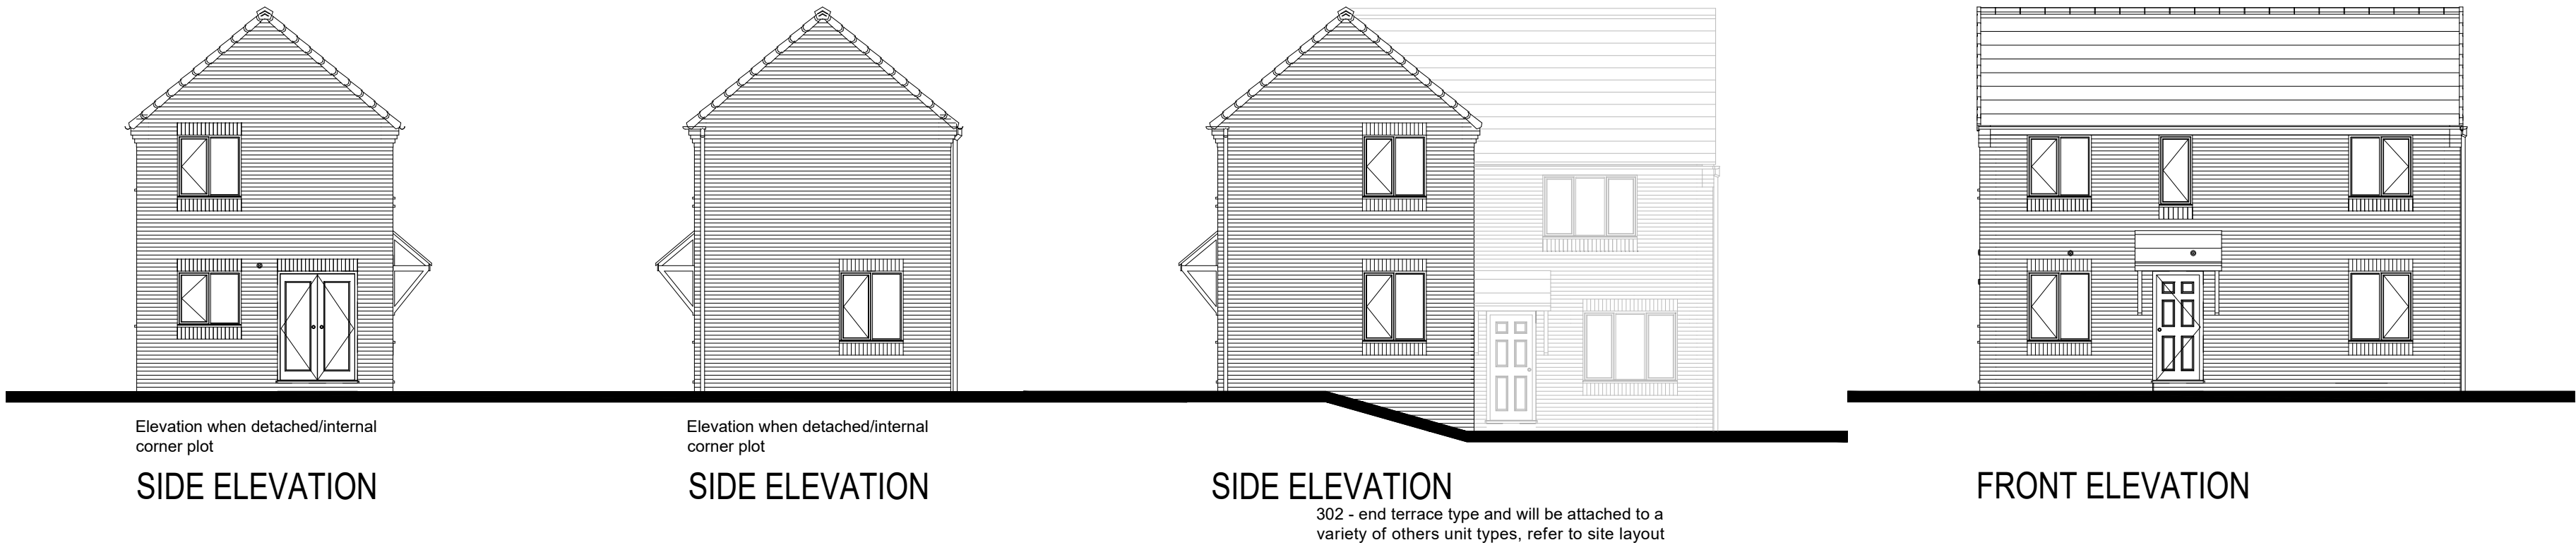 Elevation when detached/internal
corner plot
SIDE ELEVATION
Elevation when detached/internal
corner plot
SIDE ELEVATION
SIDE ELEVATION
302 - end terrace type and will be attached to a
variety of others unit types, refer to site layout
FRONT ELEVATION